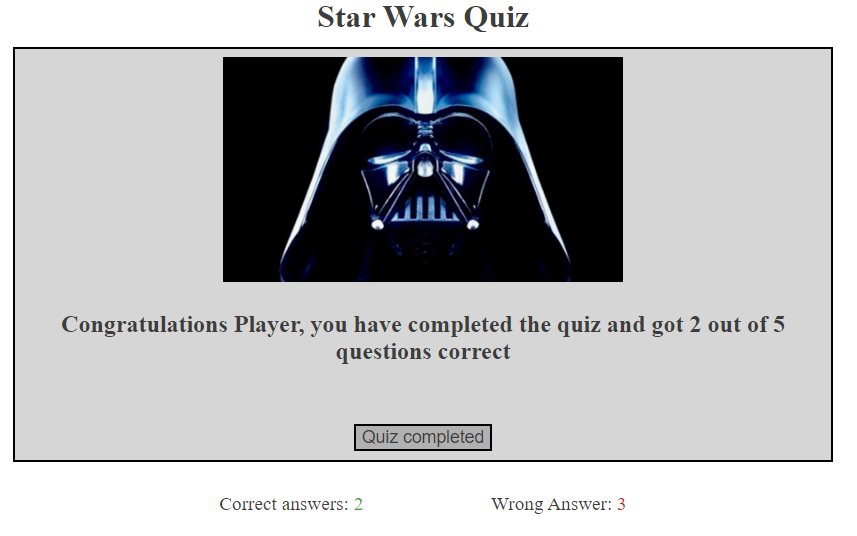 Star Wars Quiz
Congratulations Player, you have completed the quiz and got 2 out of 5
questions correct
Quiz completed
Correct answers: 2
Wrong Answer: 3